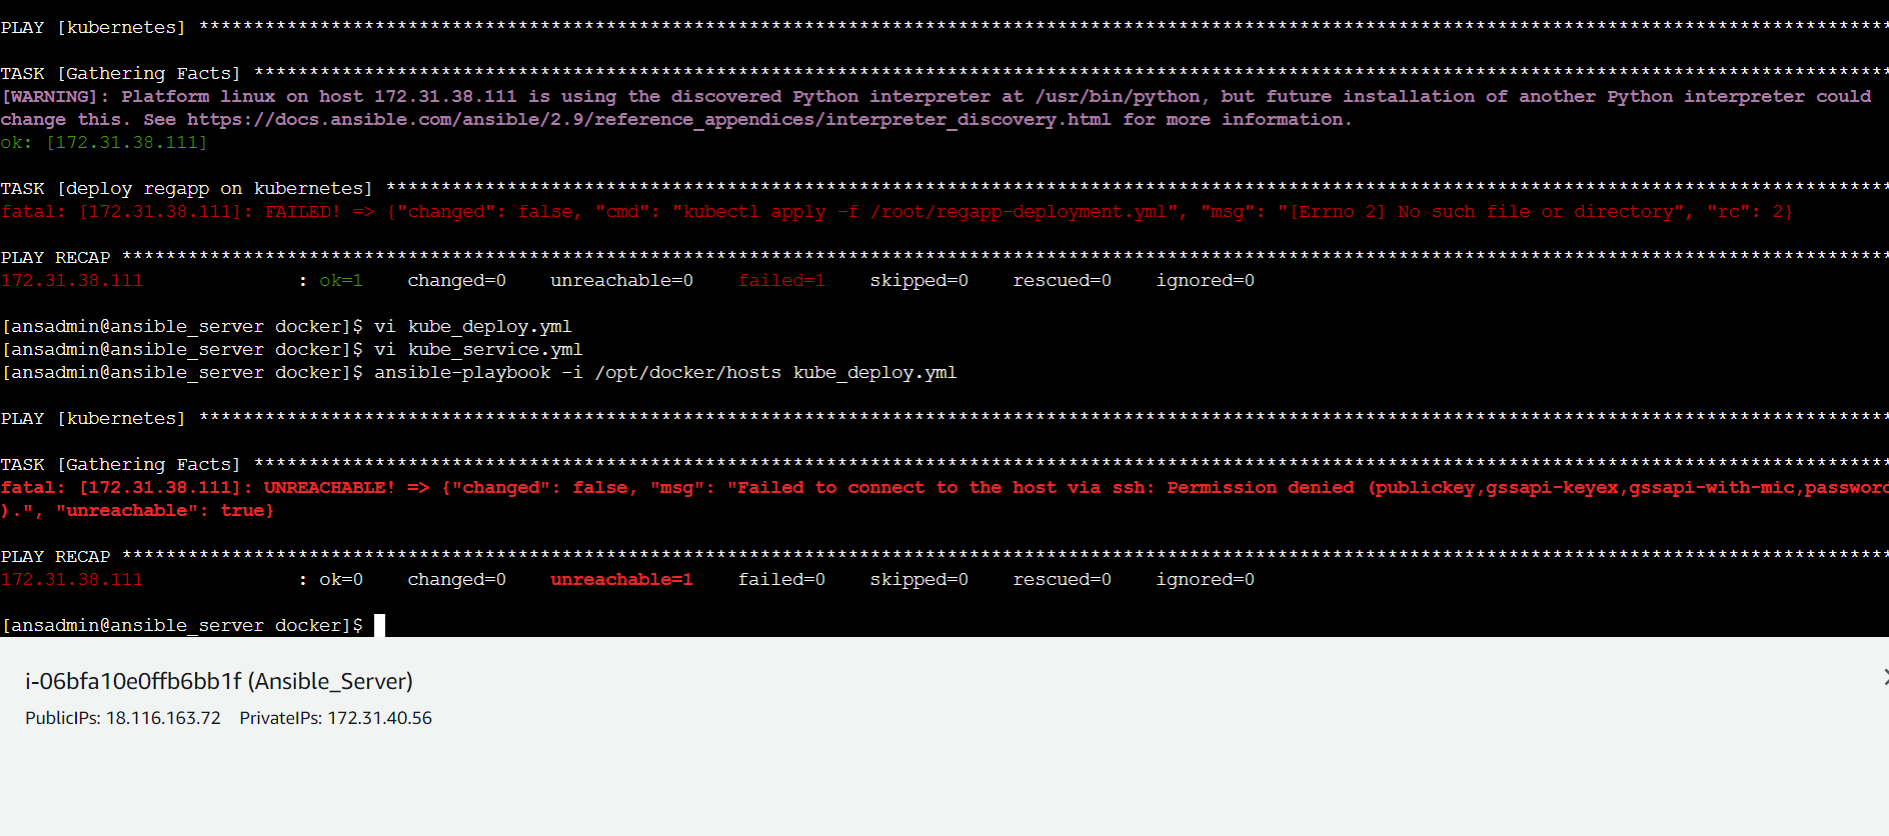 PLAY [kubernetes] ****************************************************************************************************************************************************
TASK [Gathering Facts] ****************************************************************************************************************************************************
[WARNING]: Platform linux on host 172.31.38.111 is using the discovered Python interpreter at /usr/bin/python, but future installation of another Python interpreter could
change this. See https://docs.ansible.com/ansible/2.9/reference_appendices/interpreter_discovery.html for more information.
ok: [172.31.38.111]
TASK [deploy regapp on kubernetes] ****************************************************************************************************************************************
fatal: [172.31.38.111]: FAILED! => {"changed": false, "cmd": "kubectl apply -f /root/regapp-deployment.yml", "msg": "[Errno 2] No such file or directory", "rc": 2}
PLAY RECAP ****************************************************************************************************************************************************************
172.31.38.111 : ok=1 changed=0 unreachable=0 failed=1 skipped=0 rescued=0 ignored=0
[ansadmin@ansible_server docker]$ vi kube_deploy.yml
[ansadmin@ansible_server docker]$ vi kube_service.yml
[ansadmin@ansible_server docker]$ ansible-playbook -i /opt/docker/hosts kube_deploy.yml
PLAY [kubernetes] ****************************************************************************************************************************************************
TASK [Gathering Facts] ****************************************************************************************************************************************************
fatal: [172.31.38.111]: UNREACHABLE! => {"changed": false, "msg": "Failed to connect to the host via ssh: Permission denied (publickey,gssapi-keyex,gssapi-with-mic,password
).", "unreachable": true}
PLAY RECAP ****************************************************************************************************************************************************************
172.31.38.111 : ok=0 changed=0 unreachable=1 failed=0 skipped=0 rescued=0 ignored=0
[ansadmin@ansible_server docker]$
i-06bfa10e0ffb6bb1f (Ansible_Server)
PublicIPs: 18.116.163.72 PrivateIPs: 172.31.40.56